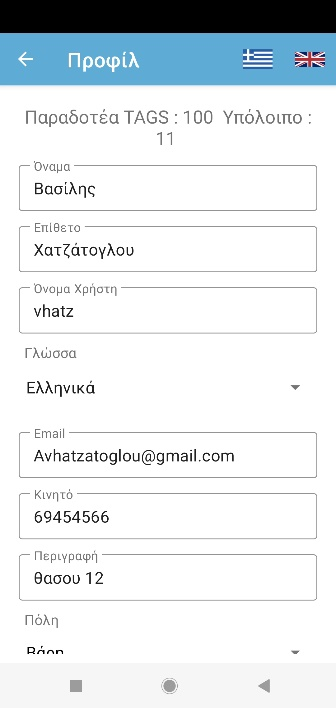 Προφίλ
Παραδοτέα TAGS : 100 Υπόλοιπο :
11
Όναμα
Βασίλης
Επίθετο
Χατζάτογλου
Όνομα Χρήστη
vhatz
Γλώσσα
Ελληνικά
Email
Avhatzatoglou@gmail.com
Κινητό
69454566
Περιγραφή
θασου 12
Πόλη
Βάρη